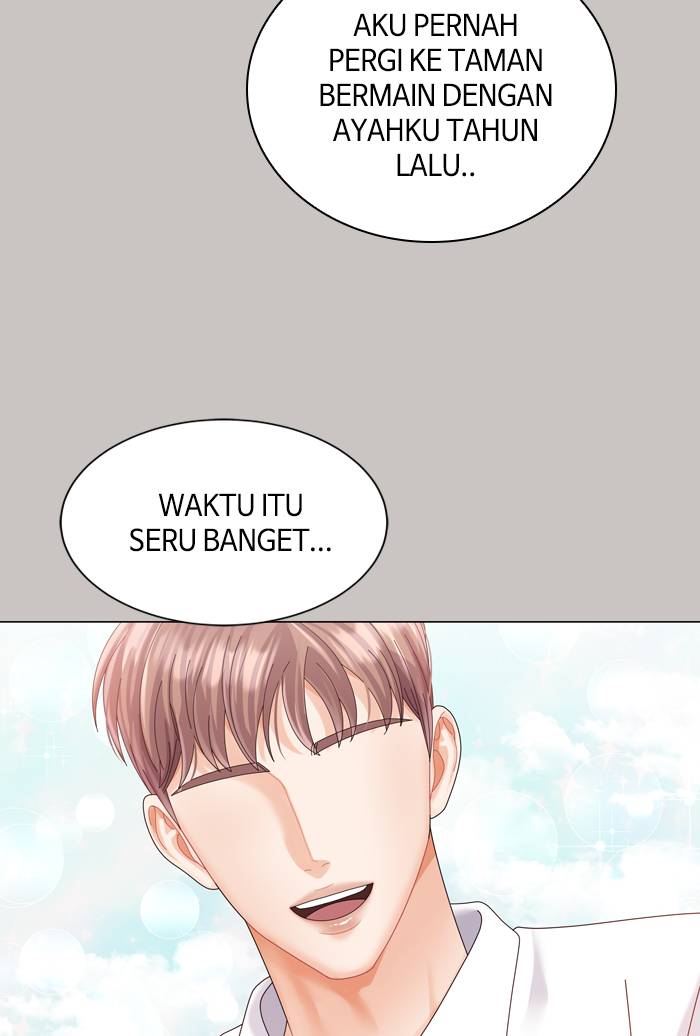 AKU PERNAH
PERGI KE TAMAN
BERMAIN DENGAN
AYAHKU TAHUN
LALU..
WAKTU ITU
SERU BANGET...